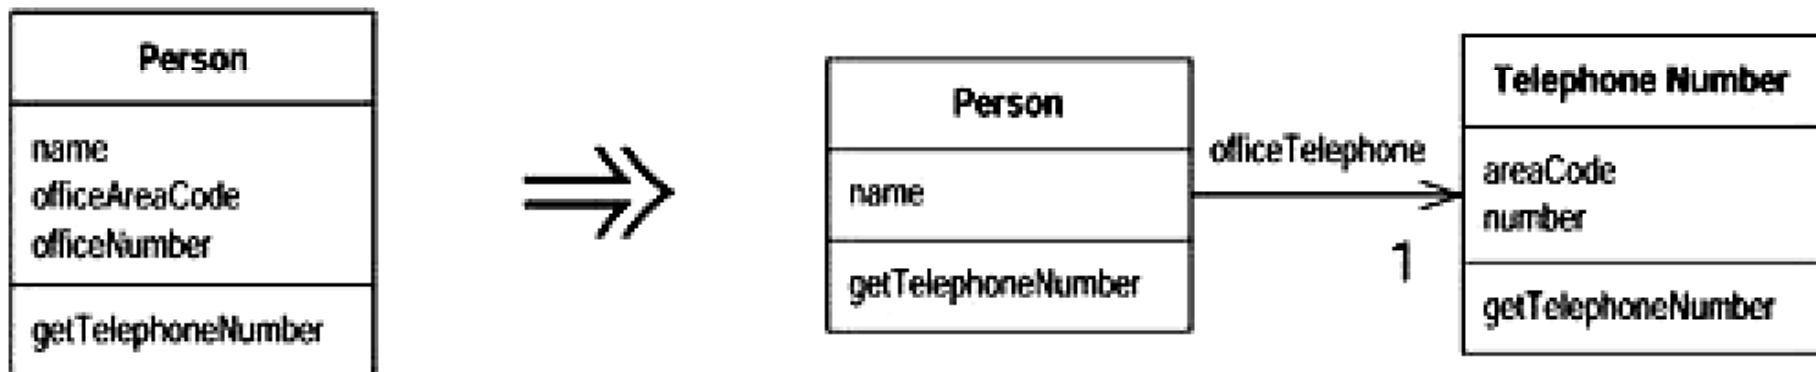 Person
name
officeAreaCode
officeNumber
getTelephoneNumber
Person
name
getTelephoneNumber
officeTelephone
1
Telephone Number
areaCode
number
getTelephoneNumber